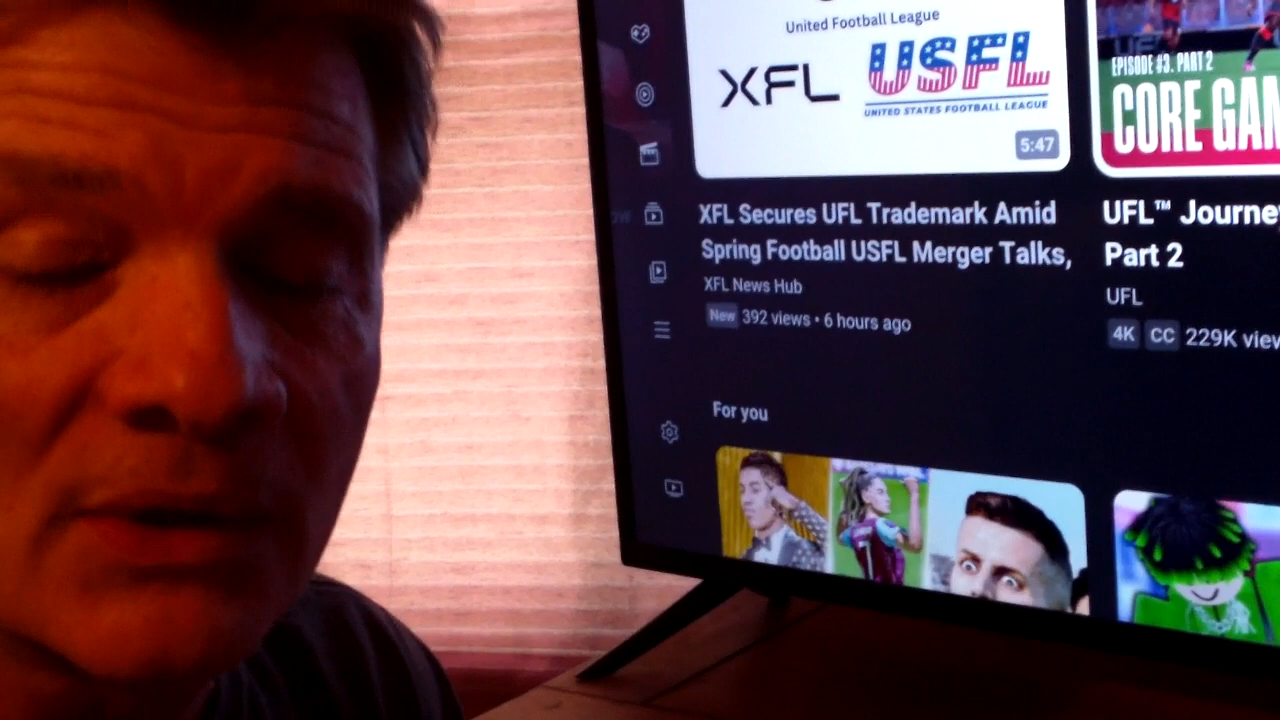 United Football League
XFL USFL
UNITED STATES FOOTBALL LEAGUE
5:47
XFL Secures UFL Trademark Amid
Spring Football USFL Merger Talks,
XFL News Hub
New 392 views • 6 hours ago
EPISODE #3. PART 2
CORE GAM
UFL™ Journey
Part 2
UFL
4K CC 229K view
For you
7